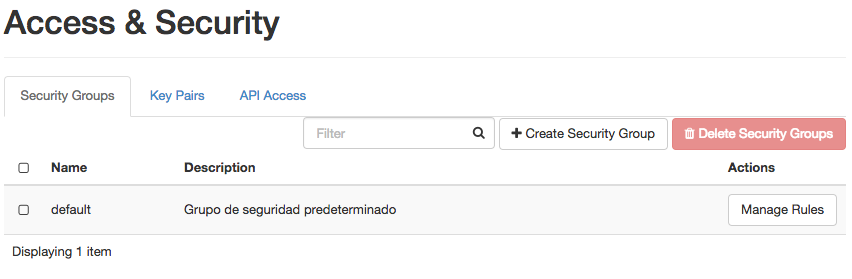 Access & Security
Security Groups Key Pairs API Access
Filter Create Security Group Delete Security Groups
Name Description Actions
default Grupo de seguridad predeterminado Manage Rules
Displaying 1 item